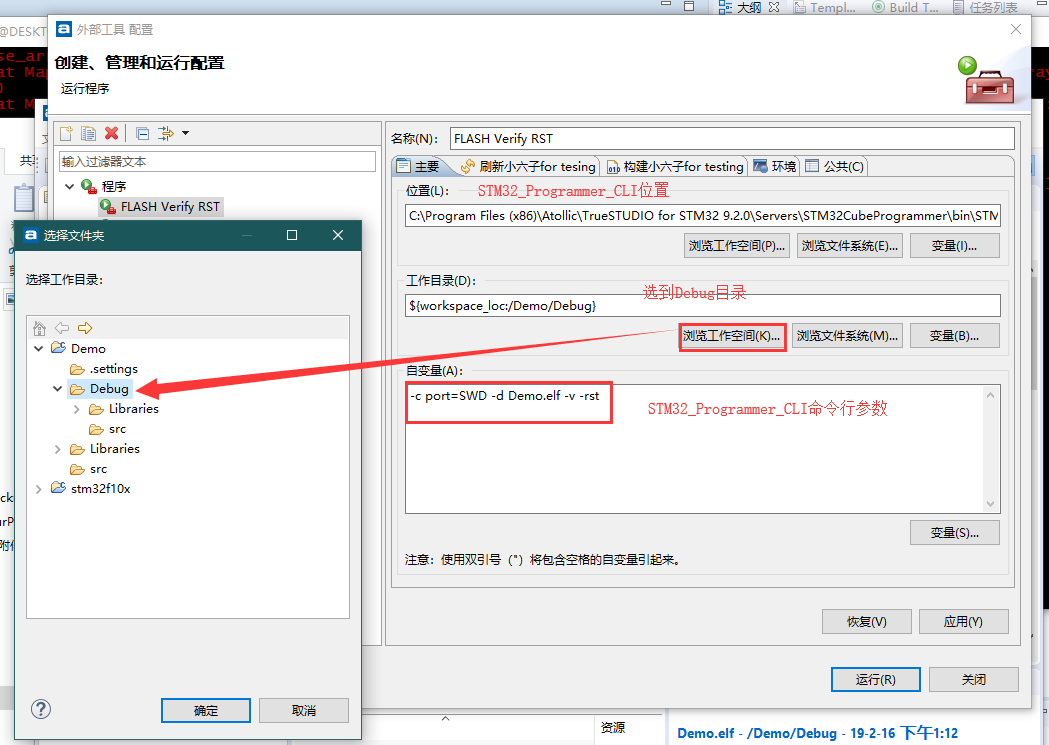 大纲
Templ...
Build T...
任务列表
@DESKT
外部工具 配置
se_ar
at Ma
at M
创建、管理和运行配置
运行程序
名称(N):
FLASH Verify RST
输入过滤器文本
主要
刷新小六子for tesing
构建小六子for testing
环境
公共(C)
程序
FLASH Verify RST
位置(L):
STM32_Programmer_CLI位置
C:\Program Files (x86)\Atollic\TrueSTUDIO for STM32 9.2.0\Servers\STM32CubeProgrammer\bin\STM
浏览工作空间(P)...
浏览文件系统(E)...
变量(I)...
选择文件夹
选择工作目录:
工作目录(D):
选到Debug目录
${workspace_loc:/Demo/Debug}
浏览工作空间(K)...
浏览文件系统(M)...
变量(B)...
Demo
.settings
Debug
Libraries
src
Libraries
src
stm32f10x
自变量(A):
-c port=SWD -d Demo.elf -v -rst
STM32_Programmer_CLI命令行参数
变量(S)...
注意：使用双引号（"）将包含空格的自变量引起来。
恢复(V)
应用(Y)
运行(R)
关闭
确定
取消
资源
Demo.elf - /Demo/Debug - 19-2-16 下午1:12